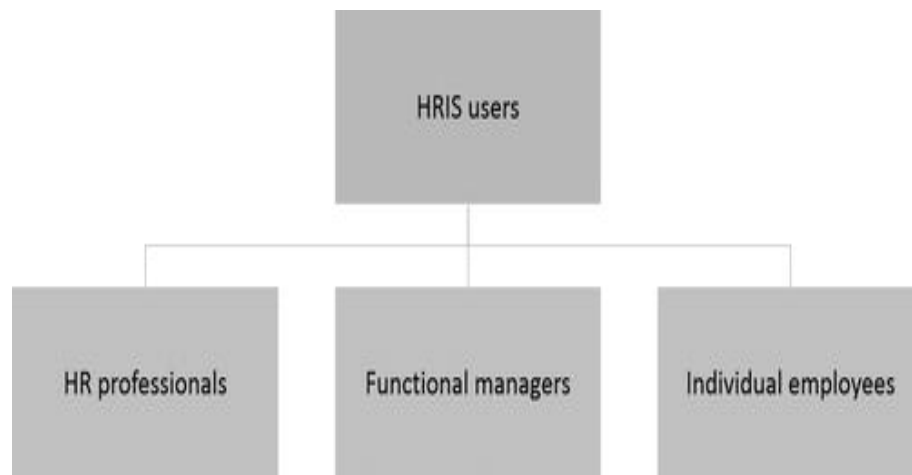 HRIS users
HR professionals
Functional managers
Individual employees